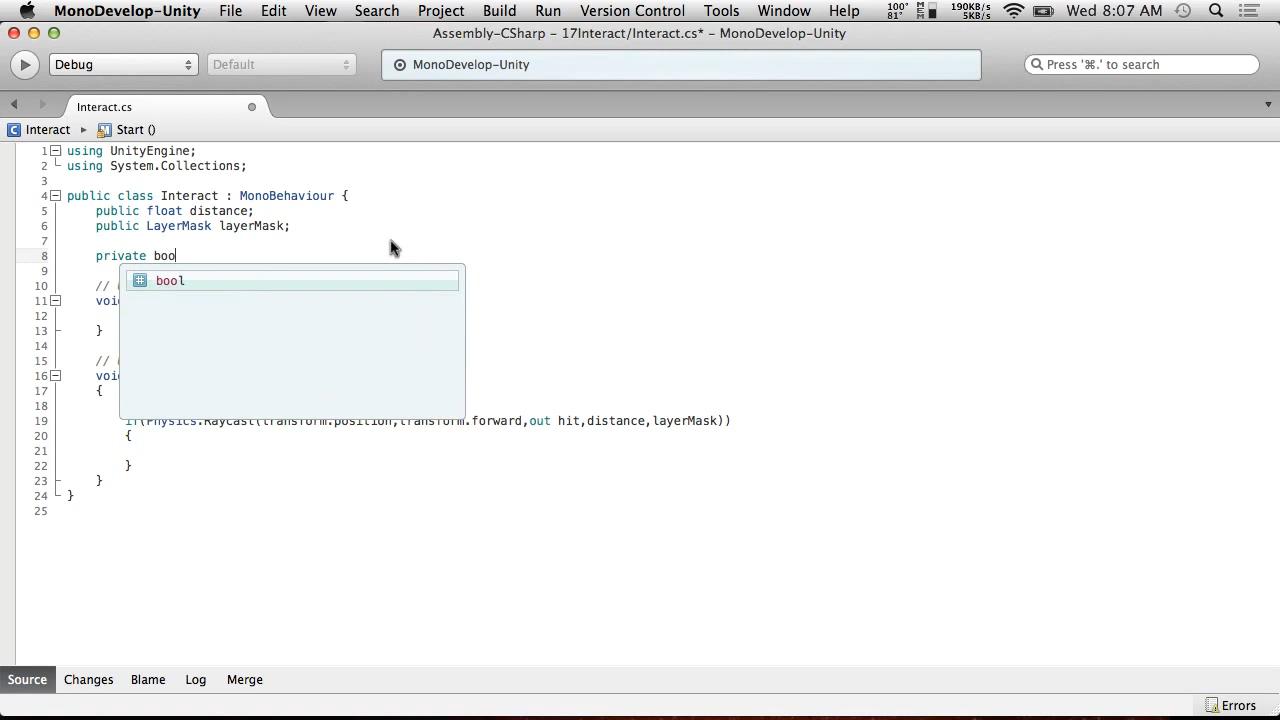 MonoDevelop-Unity File Edit View Search Project Build Run Version Control Tools Window Help 100° 81° MEM 190KB/s 5KB/s Wed 8:07 AM
Assembly-CSharp – 17Interact/Interact.cs* – MonoDevelop-Unity
Debug Default MonoDevelop-Unity Press '⌘.' to search
Interact.cs
Interact ▸ Start ()
1 using UnityEngine;
2 using System.Collections;
3
4 public class Interact : MonoBehaviour {
5 public float distance;
6 public LayerMask layerMask;
7
8 private boo
bool
9
10 //
11 voi
12
13 }
14
15 //
16 voi
17 {
18
19 if(Physics.Raycast(transform.position,transform.forward,out hit,distance,layerMask))
20 {
21
22 }
23 }
24 }
25
Source Changes Blame Log Merge
Errors